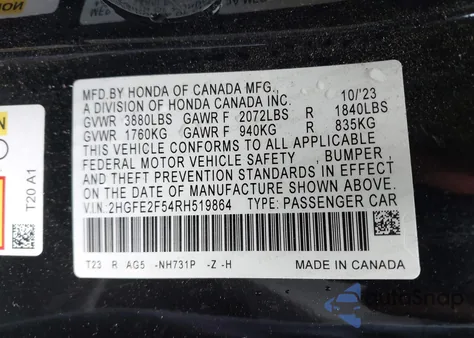 MFD.BY HONDA OF CANADA MFG., 10/'23
A DIVISION OF HONDA CANADA INC.
GVWR 3880LBS GAWR F 2072LBS R 1840LBS
GVWR 1760KG GAWR F 940KG R 835KG
THIS VEHICLE CONFORMS TO ALL APPLICABLE
FEDERAL MOTOR VEHICLE SAFETY , BUMPER ,
AND THEFT PREVENTION STANDARDS IN EFFECT
ON THE DATE OF MANUFACTURE SHOWN ABOVE.
V.I.N.:2HGFE2F54RH519864 TYPE: PASSENGER CAR
T23 R AG5 -NH731P -Z -H MADE IN CANADA
T20 A1
AutoSnap